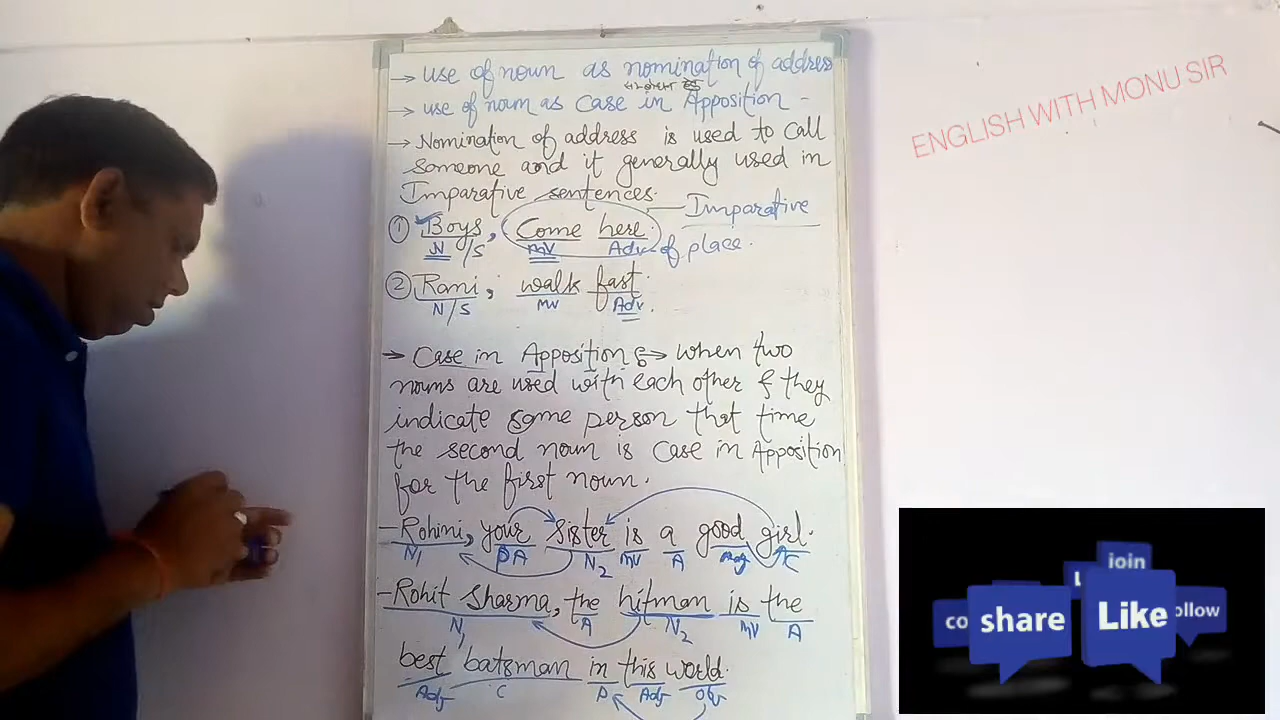 → use of noun as nomination of address
→ use of noun as Case in Apposition -
→ Nomination of address is used to call
someone and it generally used in
Imparative sentences.
Imparative
① Boys, Come here.
N/S MV Adv of place.
② Rani, walk fast.
N/S MV Adv.
→ Case in Apposition :→ when two
nouns are used with each other & they
indicate same person that time
the second noun is Case in Apposition
for the first noun.
- Rohini, your Sister is a good girl.
N1 PA N2 MV A Adj C
- Rohit Sharma, the hitman is the
N1 A N2 MV A
best batsman in this world.
Adj C P Adj Obj
ENGLISH WITH MONU SIR
join
co share Like ollow